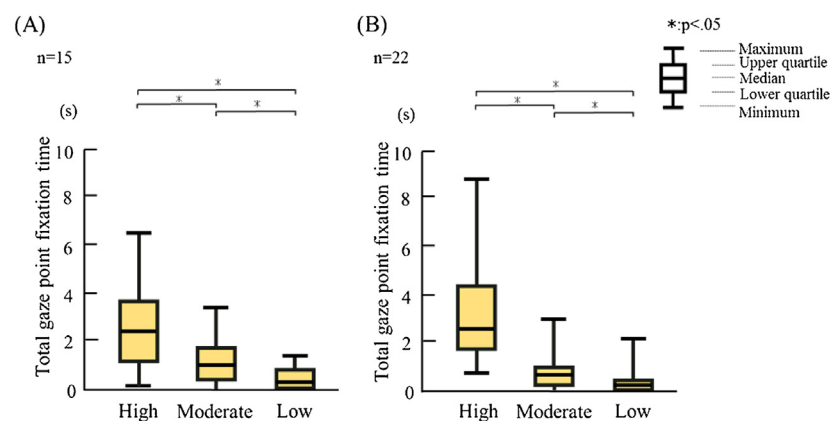 (A)
n=15
*
*
*
(s)
Total gaze point fixation time
10
8
6
4
2
0
High Moderate Low
(B)
n=22
*
*
*
(s)
Total gaze point fixation time
10
8
6
4
2
0
High Moderate Low
*:p<.05
Maximum
Upper quartile
Median
Lower quartile
Minimum